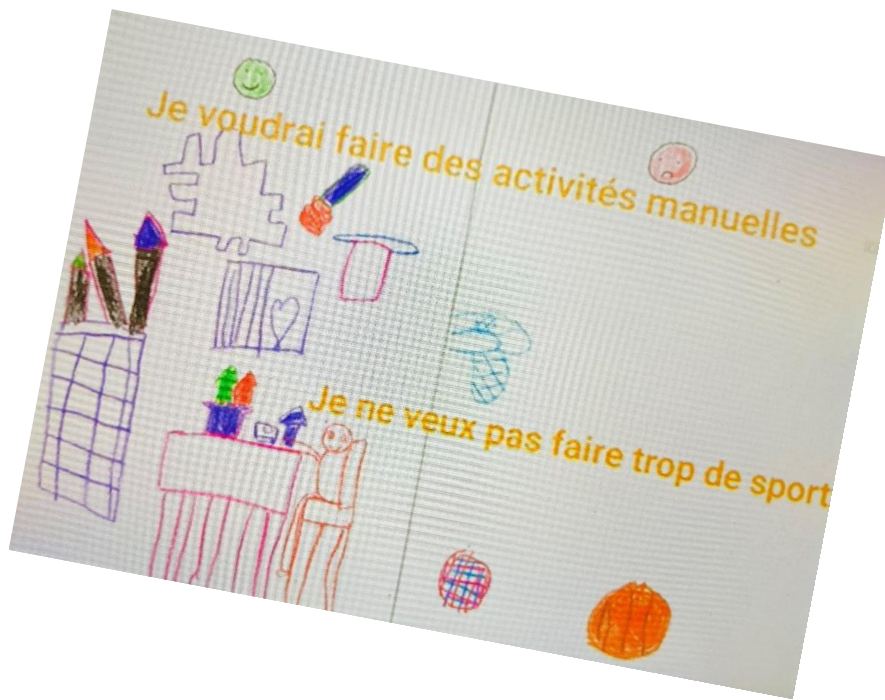 Je voudrai faire des activités manuelles
Je ne veux pas faire trop de sport